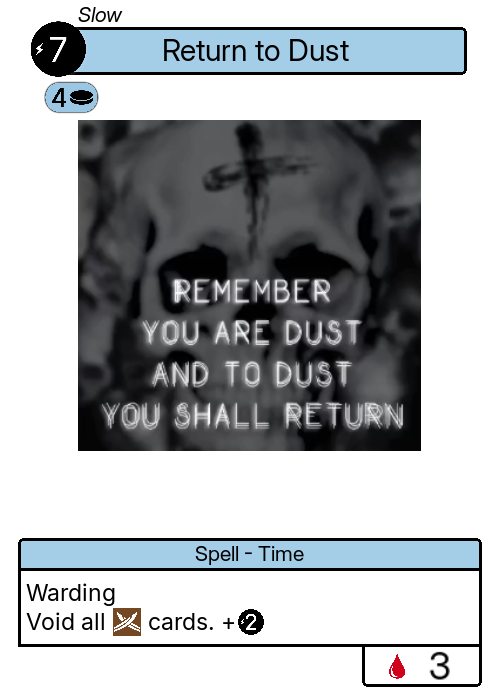 Slow
7
Return to Dust
4
REMEMBER
YOU ARE DUST
AND TO DUST
YOU SHALL RETURN
Spell - Time
Warding
Void all cards. +2
3